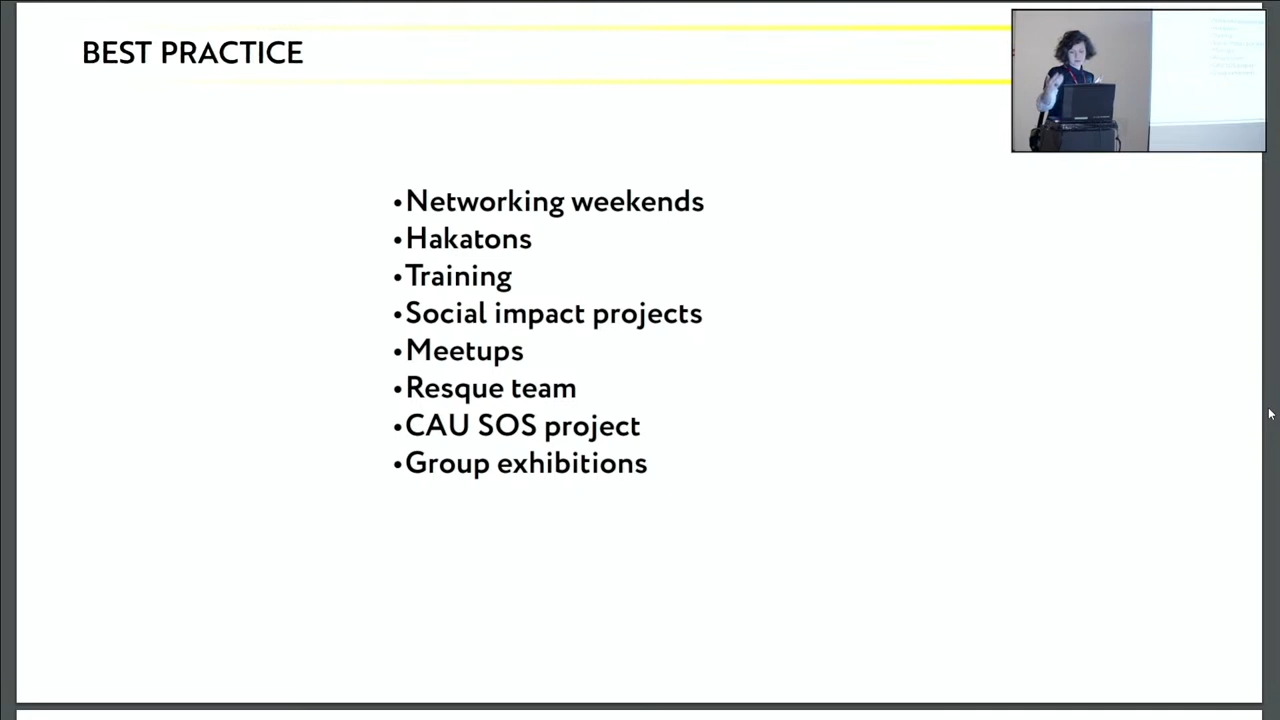 BEST PRACTICE
•Networking weekends
•Hakatons
•Training
•Social impact projects
•Meetups
•Resque team
•CAU SOS project
•Group exhibitions